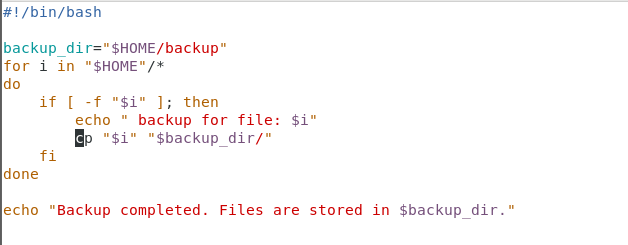 #!/bin/bash

backup_dir="$HOME/backup"
for i in "$HOME"/*
do
    if [ -f "$i" ]; then
        echo " backup for file: $i"
        cp "$i" "$backup_dir/"
    fi
done

echo "Backup completed. Files are stored in $backup_dir."